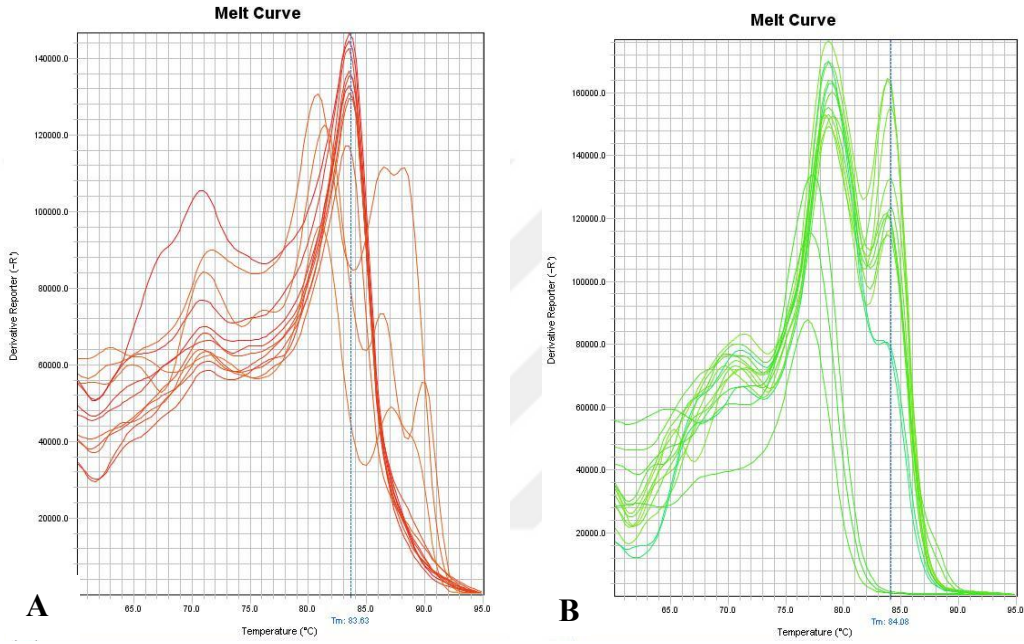 Melt Curve
140000.0
120000.0
100000.0
80000.0
60000.0
40000.0
20000.0
Derivative Reporter (-R')
65.0 70.0 75.0 80.0 85.0 90.0 95.0
Tm: 83.63
Temperature (°C)
A
Melt Curve
160000.0
140000.0
120000.0
100000.0
80000.0
60000.0
40000.0
20000.0
Derivative Reporter (-R')
65.0 70.0 75.0 80.0 85.0 90.0 95.0
Tm: 84.08
Temperature (°C)
B